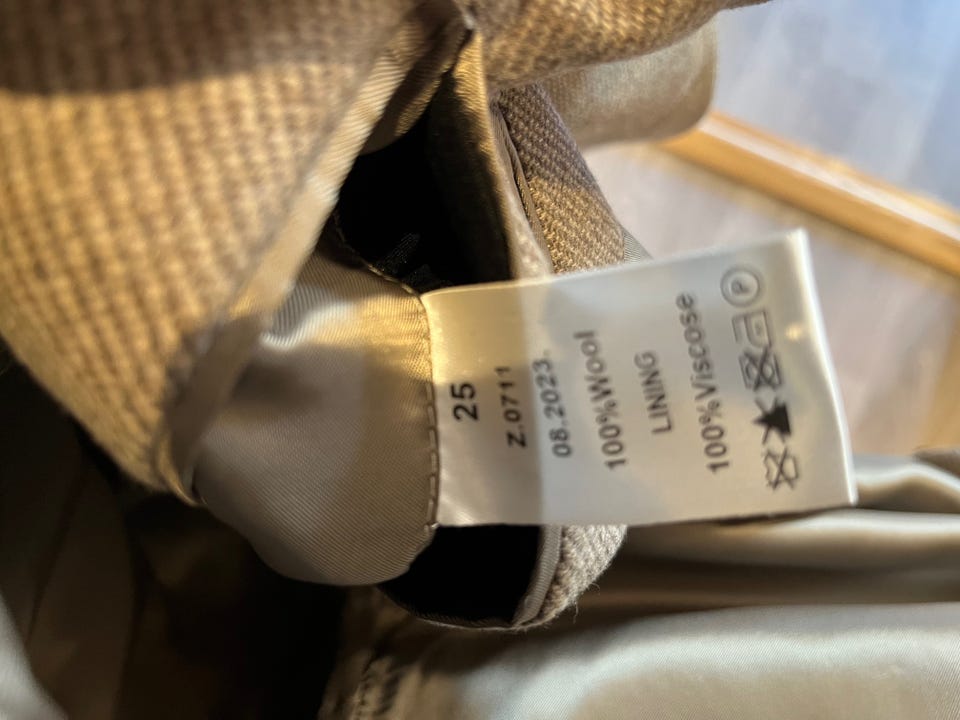 25
Z.0711
08.2023.
100%Wool
LINING
100%Viscose
P